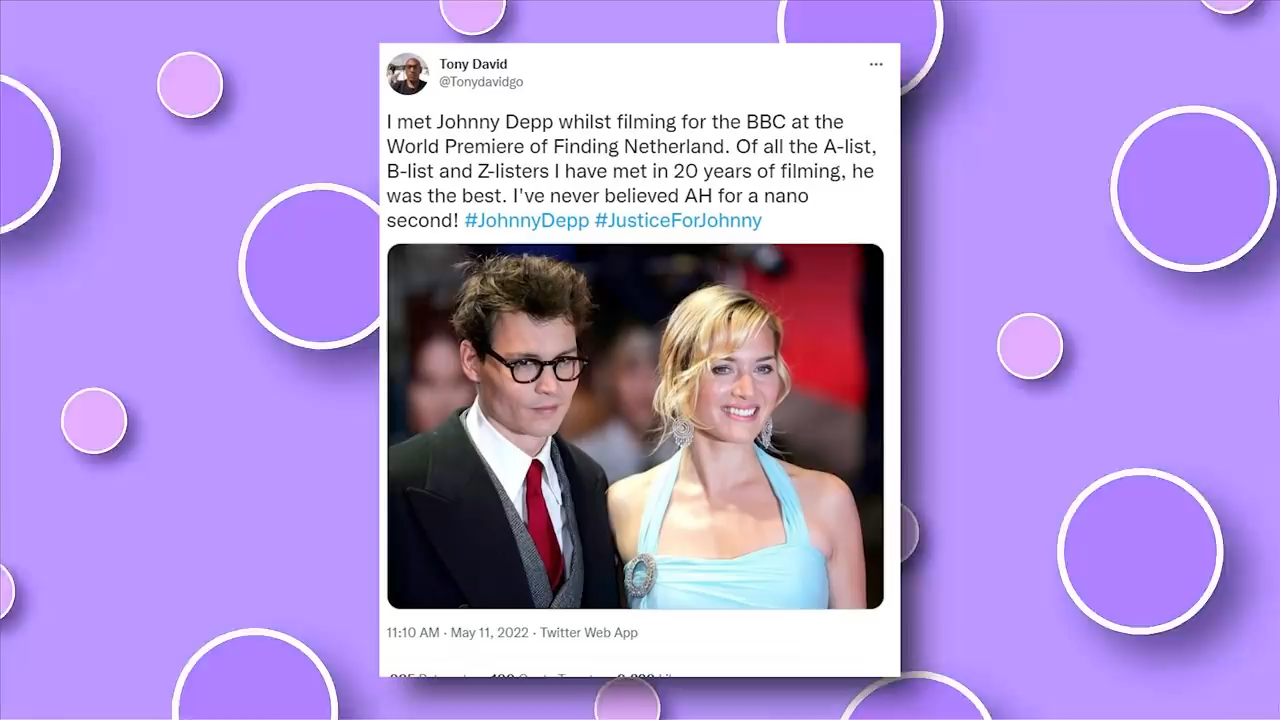 Tony David
@Tonydavidgo
I met Johnny Depp whilst filming for the BBC at the
World Premiere of Finding Netherland. Of all the A-list,
B-list and Z-listers I have met in 20 years of filming, he
was the best. I've never believed AH for a nano
second! #JohnnyDepp #JusticeForJohnny
11:10 AM · May 11, 2022 · Twitter Web App